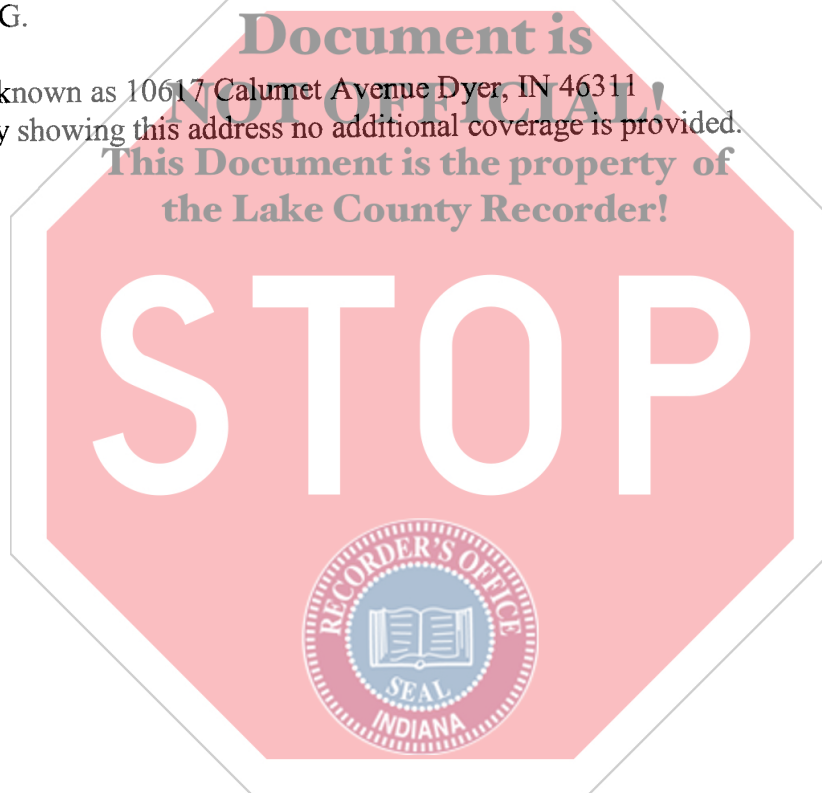 G.
Document is
known as 10617 Calumet Avenue Dyer, IN 46311
NOT OFFICIAL!
y showing this address no additional coverage is provided.
This Document is the property of
the Lake County Recorder!
STOP
RECORDER'S OFFICE
SEAL
INDIANA